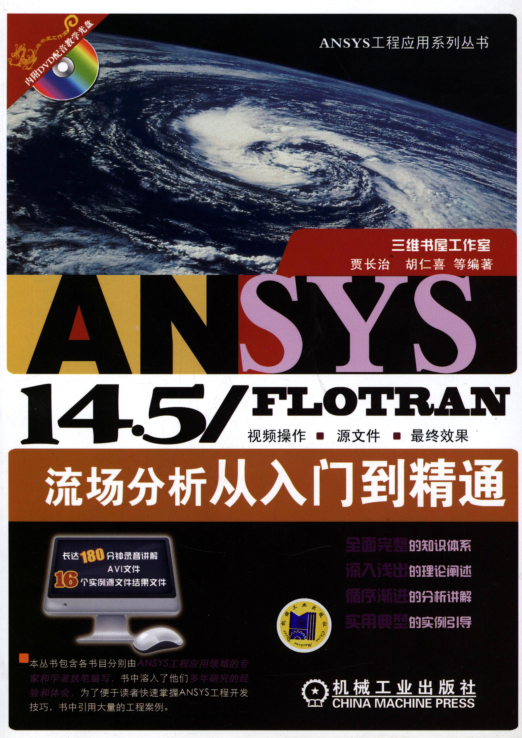 内附DVD配音教学光盘
ANSYS工程应用系列丛书
三维书屋工作室
贾长治 胡仁喜 等编著
ANSYS
14.5/FLOTRAN
视频操作 ■ 源文件 ■ 最终效果
流场分析从入门到精通
长达180分钟录音讲解
AVI文件
16个实例源文件结果文件
全面完整的知识体系
深入浅出的理论阐述
循序渐进的分析讲解
实用典型的实例引导
本丛书包含各书目分别由ANSYS工程应用领域的专
家和学者执笔编写，书中溶入了他们多年研究的经
验和体会。为了便于读者快速掌握ANSYS工程开发
技巧，书中引用大量的工程案例。
机械工业出版社
CHINA MACHINE PRESS